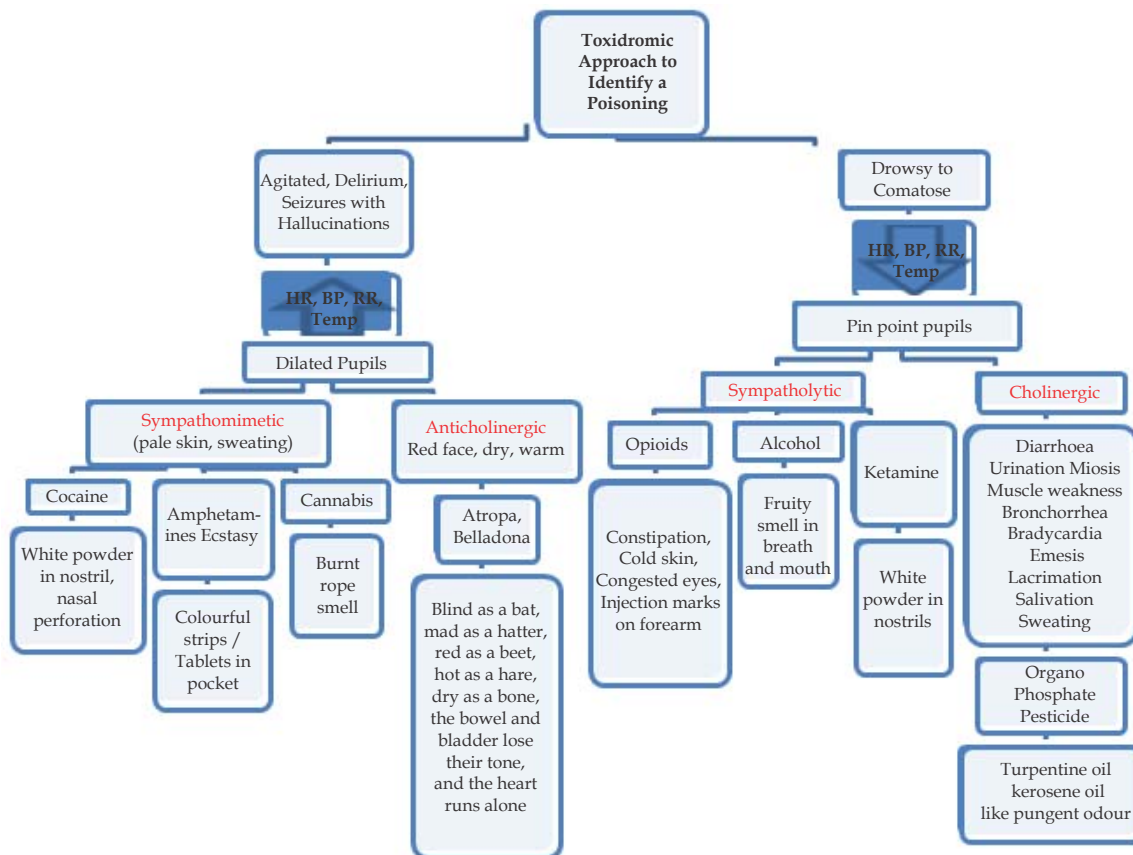 Toxidromic
Approach to
Identify a
Poisoning
Agitated, Delirium,
Seizures with
Hallucinations
HR, BP, RR,
Temp
Dilated Pupils
Sympathomimetic
(pale skin, sweating)
Cocaine
White powder
in nostril,
nasal
perforation
Amphetam-
ines Ecstasy
Colourful
strips /
Tablets in
pocket
Cannabis
Burnt
rope
smell
Anticholinergic
Red face, dry, warm
Atropa,
Belladona
Blind as a bat,
mad as a hatter,
red as a beet,
hot as a hare,
dry as a bone,
the bowel and
bladder lose
their tone,
and the heart
runs alone
Drowsy to
Comatose
HR, BP, RR,
Temp
Pin point pupils
Sympatholytic
Opioids
Constipation,
Cold skin,
Congested eyes,
Injection marks
on forearm
Alcohol
Fruity
smell in
breath
and mouth
Ketamine
White
powder in
nostrils
Cholinergic
Diarrhoea
Urination Miosis
Muscle weakness
Bronchorrhea
Bradycardia
Emesis
Lacrimation
Salivation
Sweating
Organo
Phosphate
Pesticide
Turpentine oil
kerosene oil
like pungent odour